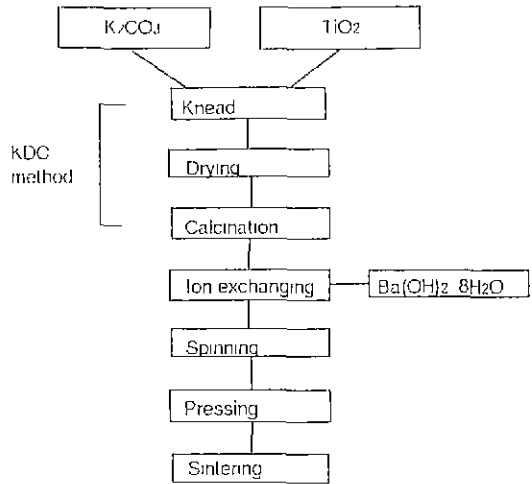 K2CO3
TiO2
Knead
KDC
method
Drying
Calcination
Ion exchanging
Ba(OH)2 8H2O
Spinning
Pressing
Sintering